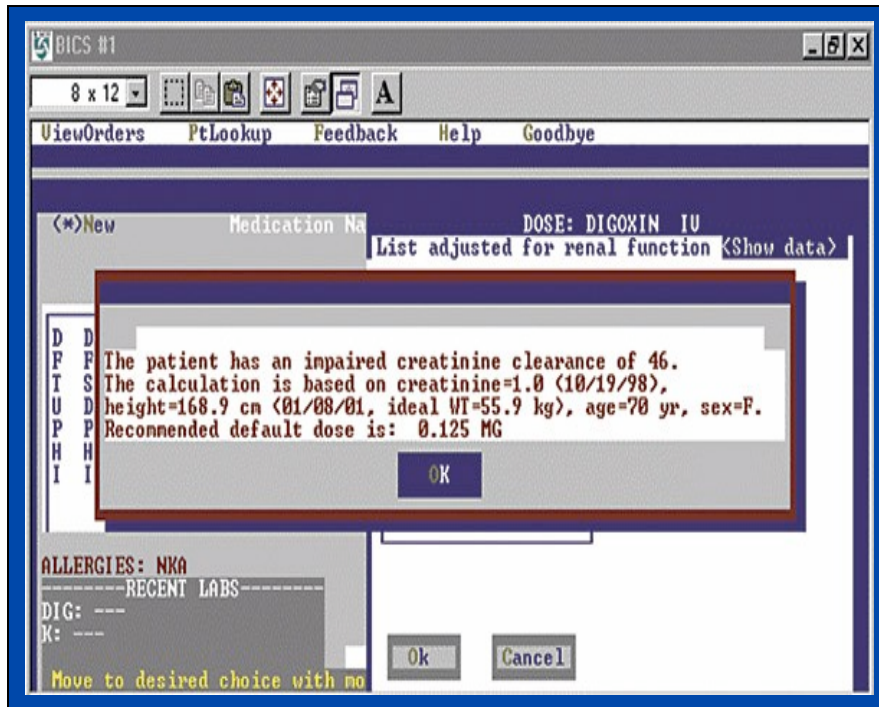 BICS #1
8 x 12
A
ViewOrders PtLookup Feedback Help Goodbye
(*)New Medication Na
DOSE: DIGOXIN IU
List adjusted for renal function <Show data>
D D
F F
T S
U D
P P
H H
I I
The patient has an impaired creatinine clearance of 46.
The calculation is based on creatinine=1.0 (10/19/98),
height=168.9 cm (01/08/01, ideal WT=55.9 kg), age=70 yr, sex=F.
Recommended default dose is: 0.125 MG
OK
ALLERGIES: NKA
--------RECENT LABS--------
DIG: ---
K: ---
Ok Cancel
Move to desired choice with mo